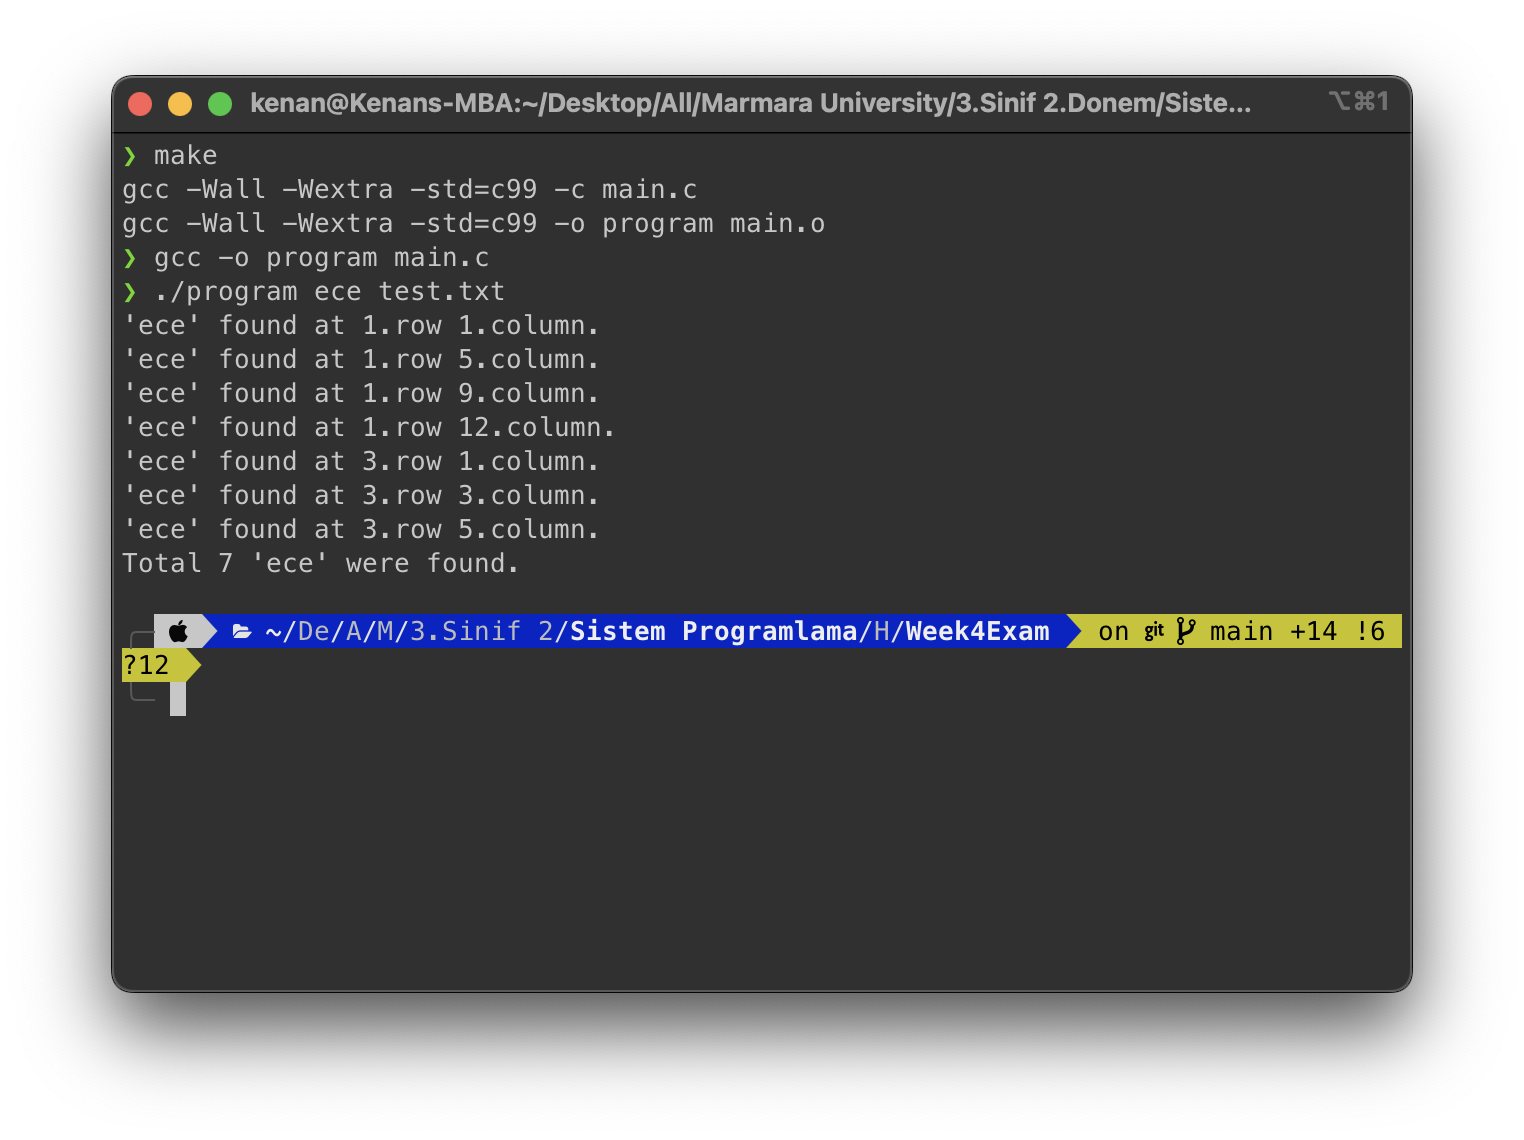 kenan@Kenans-MBA:~/Desktop/All/Marmara University/3.Sinif 2.Donem/Siste... ⌥⌘1
❯ make
gcc -Wall -Wextra -std=c99 -c main.c
gcc -Wall -Wextra -std=c99 -o program main.o
❯ gcc -o program main.c
❯ ./program ece test.txt
'ece' found at 1.row 1.column.
'ece' found at 1.row 5.column.
'ece' found at 1.row 9.column.
'ece' found at 1.row 12.column.
'ece' found at 3.row 1.column.
'ece' found at 3.row 3.column.
'ece' found at 3.row 5.column.
Total 7 'ece' were found.
~/De/A/M/3.Sinif 2/Sistem Programlama/H/Week4Exam on git main +14 !6
?12